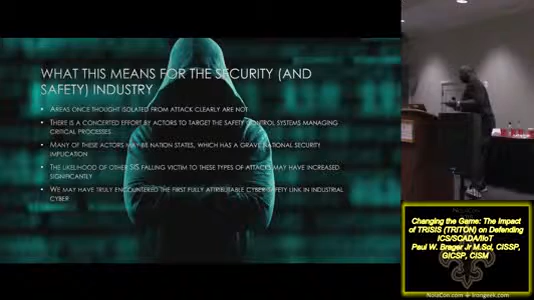 WHAT THIS MEANS FOR THE SECURITY (AND
SAFETY) INDUSTRY
• AREAS ONCE THOUGHT ISOLATED FROM ATTACK CLEARLY ARE NOT
• THERE IS A CONCERTED EFFORT BY ACTORS TO TARGET THE SAFETY CONTROL SYSTEMS MANAGING
CRITICAL PROCESSES
• MANY OF THESE ACTORS MAY BE NATION STATES, WHICH HAS A GRAVE NATIONAL SECURITY
IMPLICATION
• THE LIKELIHOOD OF OTHER SIS FALLING VICTIM TO THESE TYPES OF ATTACKS MAY HAVE INCREASED
SIGNIFICANTLY
• WE MAY HAVE TRULY ENCOUNTERED THE FIRST FULLY ATTRIBUTABLE CYBER-SAFETY LINK IN INDUSTRIAL
CYBER
Changing the Game: The Impact
of TRISIS (TRITON) on Defending
ICS/SCADA/IIoT
Paul W. Brager Jr M.Sci, CISSP,
GICSP, CISM
NolaCon.com Irongeek.com